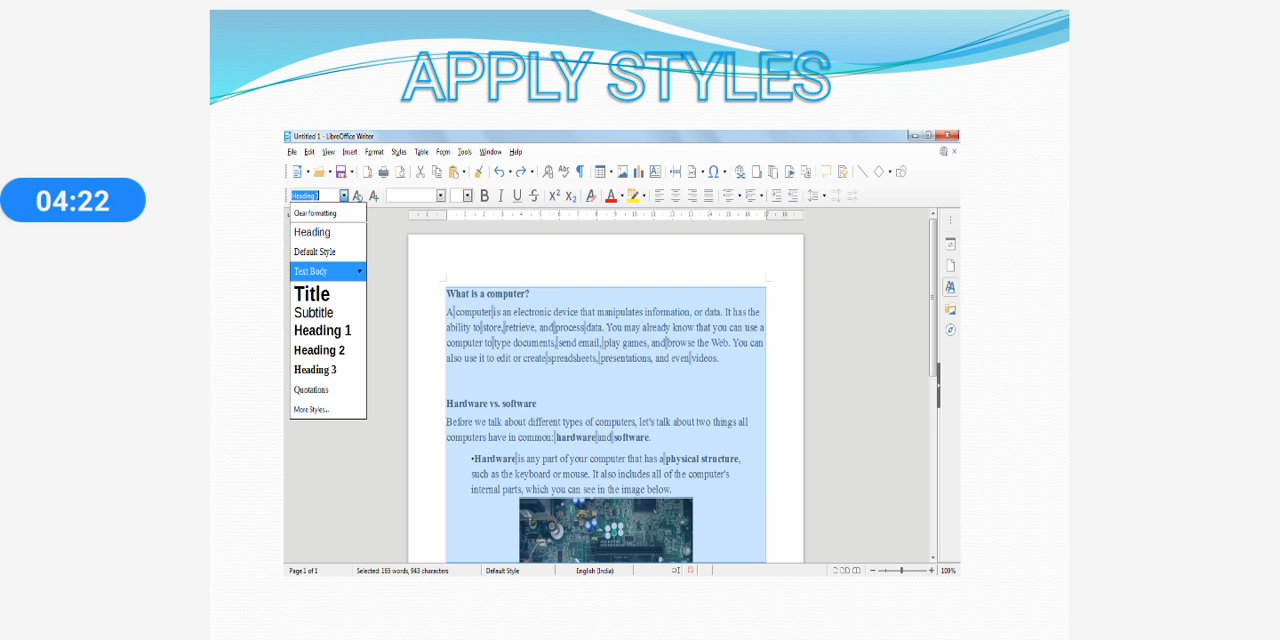 APPLY STYLES
Untitled 1 - LibreOffice Writer
File Edit View Insert Format Styles Table Form Tools Window Help
04:22
Heading 1
Clear formatting
Heading
Default Style
Text Body
Title
Subtitle
Heading 1
Heading 2
Heading 3
Quotations
More Styles...
What is a computer?
A computer is an electronic device that manipulates information, or data. It has the
ability to store, retrieve, and process data. You may already know that you can use a
computer to type documents, send email, play games, and browse the Web. You can
also use it to edit or create spreadsheets, presentations, and even videos.
Hardware vs. software
Before we talk about different types of computers, let's talk about two things all
computers have in common: hardware and software.
•Hardware is any part of your computer that has a physical structure,
such as the keyboard or mouse. It also includes all of the computer's
internal parts, which you can see in the image below.
Page 1 of 1 Selected: 165 words, 943 characters Default Style English (India) 100%